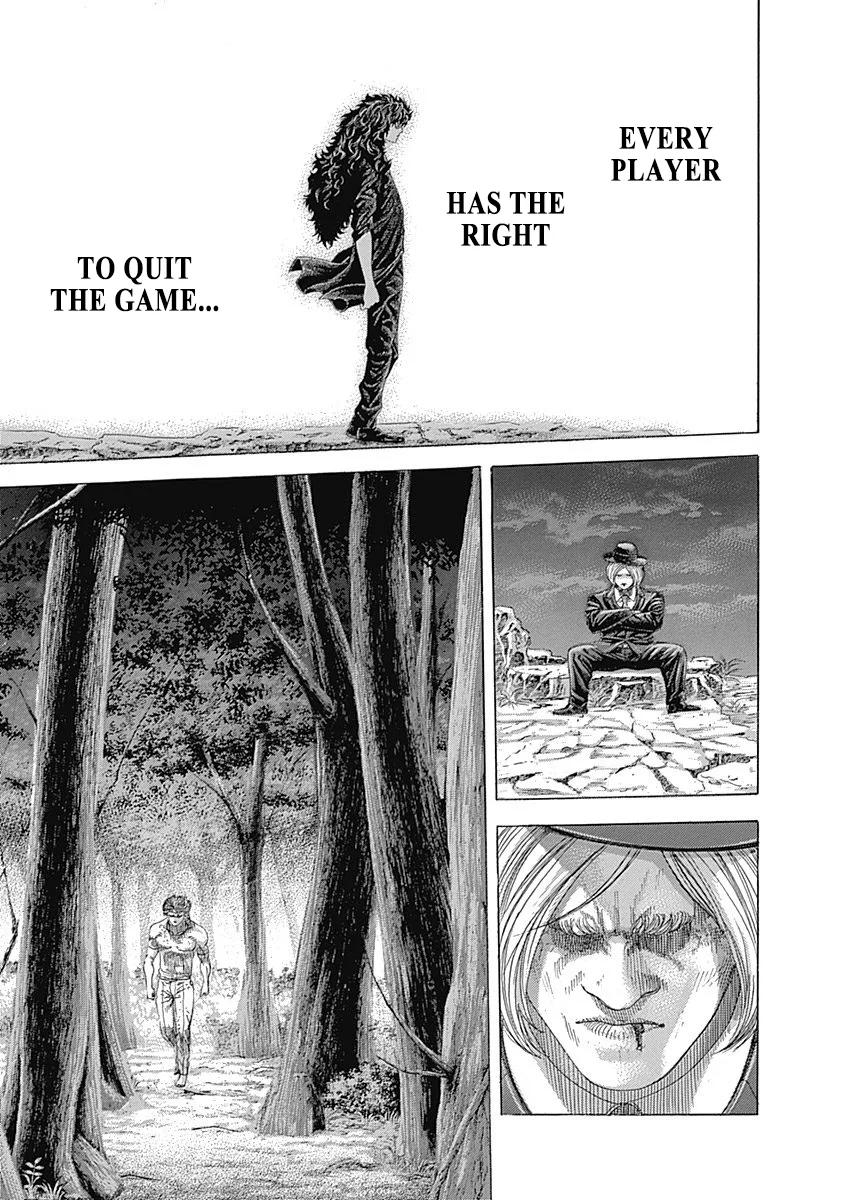 EVERY
PLAYER
HAS THE
RIGHT
TO QUIT
THE GAME...